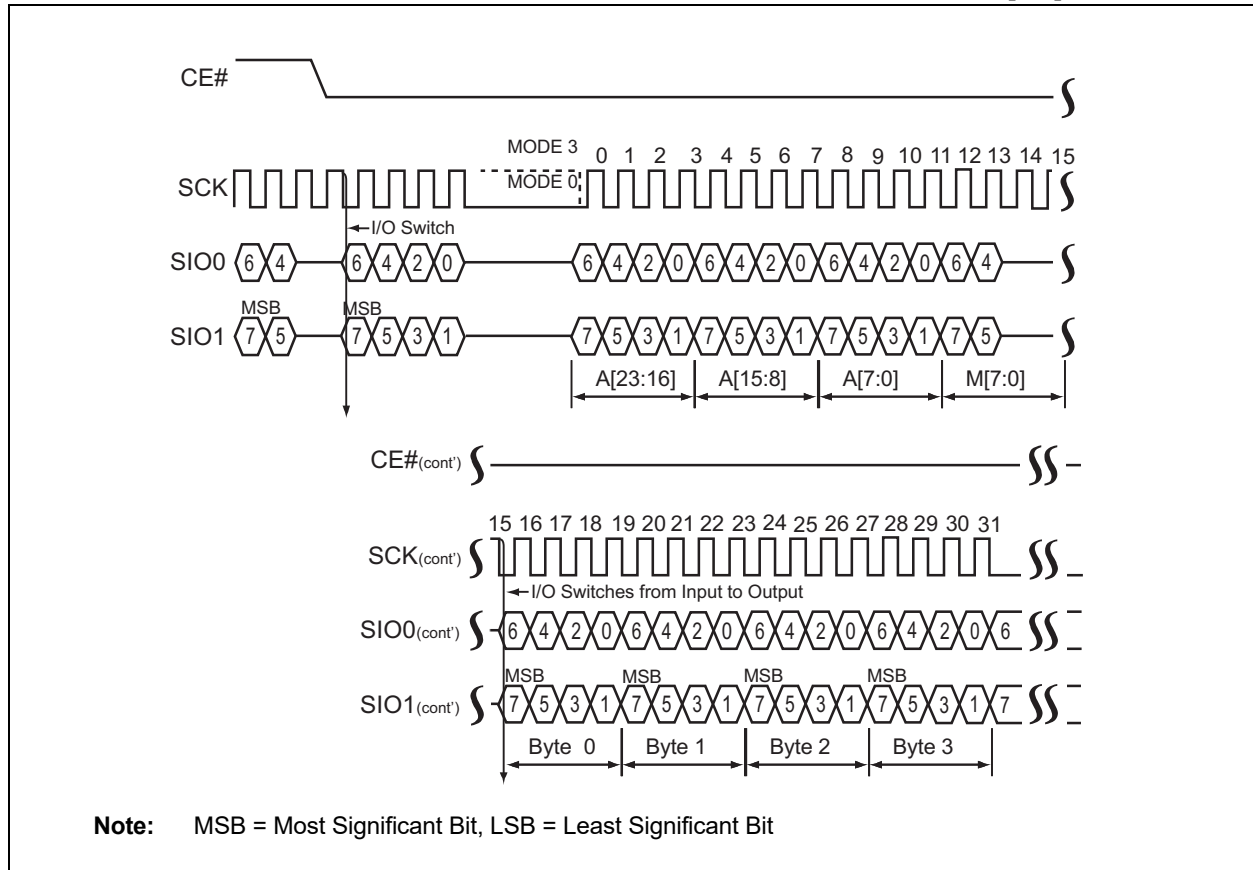 CE#
MODE 3
0 1 2 3 4 5 6 7 8 9 10 11 12 13 14 15
SCK
MODE 0
I/O Switch
SIO0 6 4 6 4 2 0 6 4 2 0 6 4 2 0 6 4 2 0 6 4
MSB MSB
SIO1 7 5 7 5 3 1 7 5 3 1 7 5 3 1 7 5 3 1 7 5
A[23:16] A[15:8] A[7:0] M[7:0]
CE#(cont')
15 16 17 18 19 20 21 22 23 24 25 26 27 28 29 30 31
SCK(cont')
I/O Switches from Input to Output
SIO0(cont') 6 4 2 0 6 4 2 0 6 4 2 0 6 4 2 0 6
MSB MSB MSB MSB
SIO1(cont') 7 5 3 1 7 5 3 1 7 5 3 1 7 5 3 1 7
Byte 0 Byte 1 Byte 2 Byte 3
Note: MSB = Most Significant Bit, LSB = Least Significant Bit